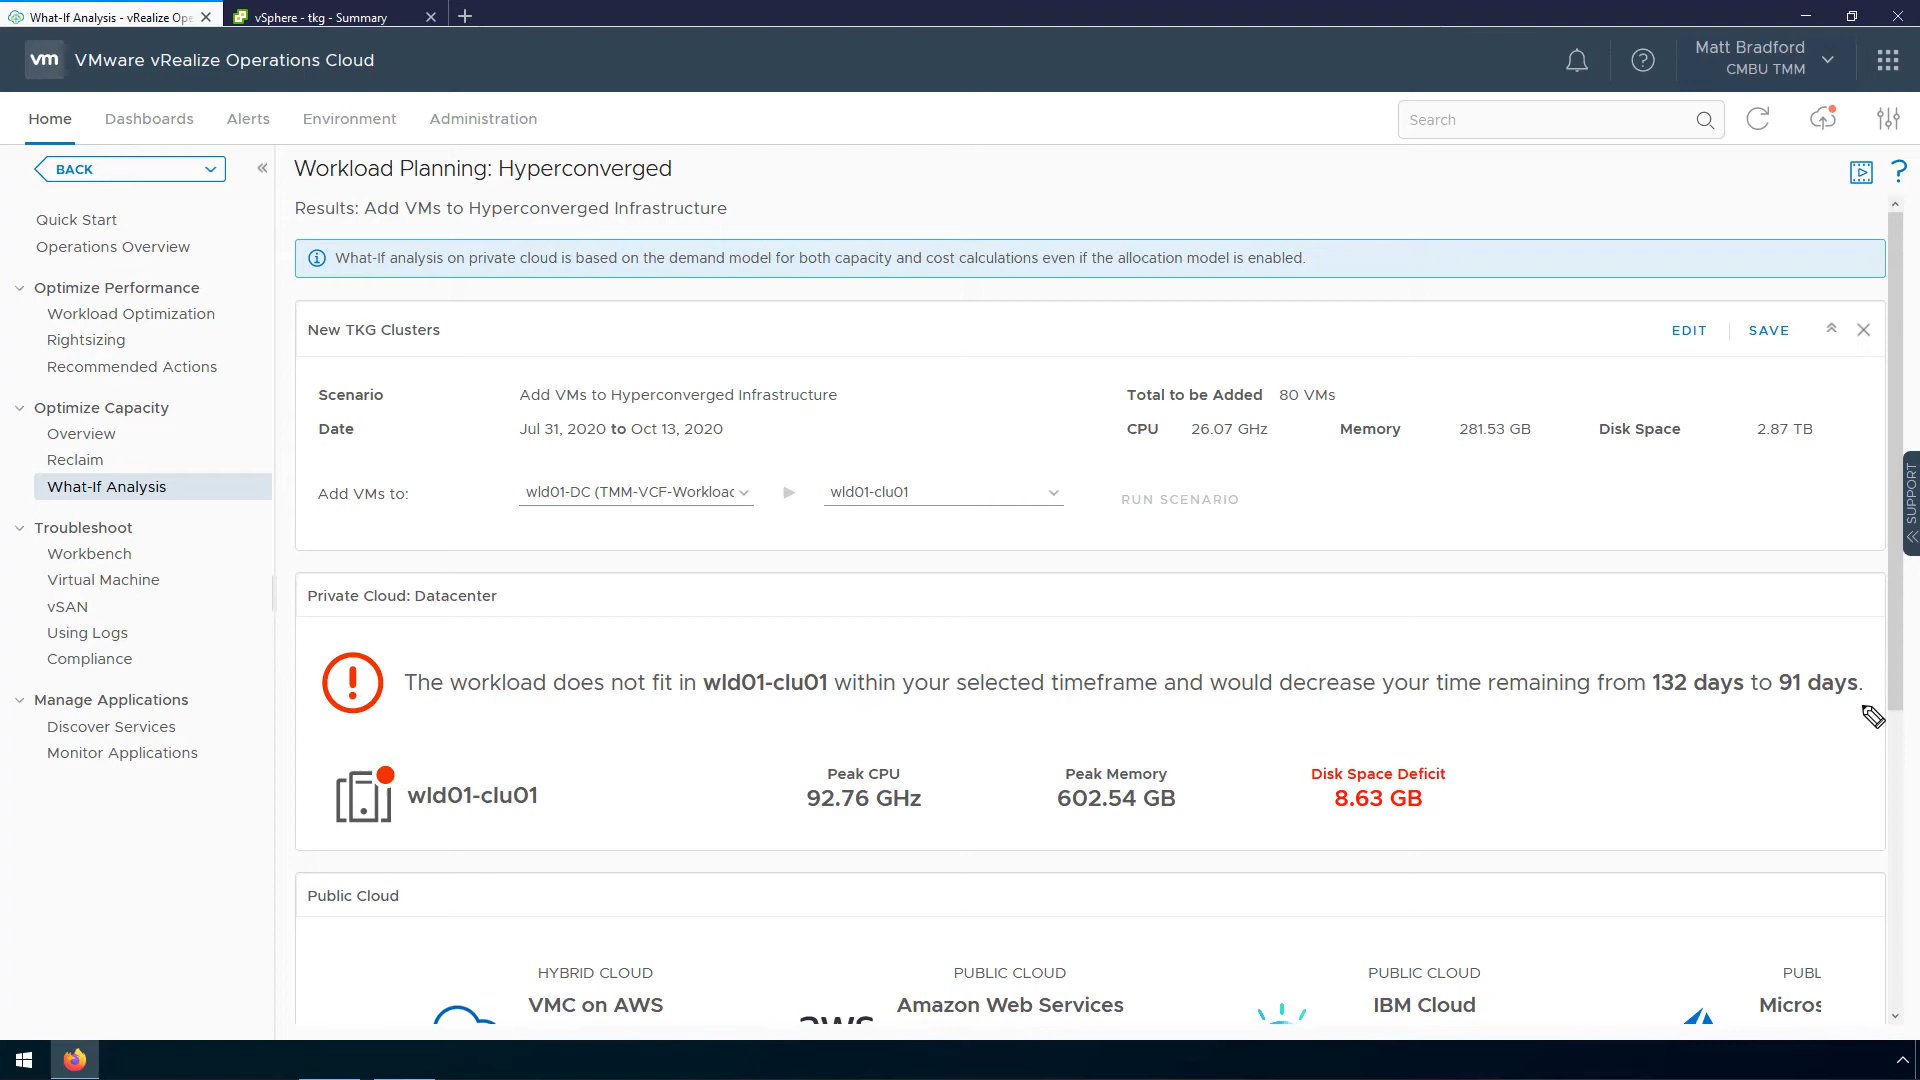 What-If Analysis - vRealize Ope
vSphere - tkg - Summary
vm VMware vRealize Operations Cloud
Matt Bradford
CMBU TMM
Home Dashboards Alerts Environment Administration
Search
BACK
Quick Start
Operations Overview
Optimize Performance
Workload Optimization
Rightsizing
Recommended Actions
Optimize Capacity
Overview
Reclaim
What-If Analysis
Troubleshoot
Workbench
Virtual Machine
vSAN
Using Logs
Compliance
Manage Applications
Discover Services
Monitor Applications
Workload Planning: Hyperconverged
Results: Add VMs to Hyperconverged Infrastructure
What-If analysis on private cloud is based on the demand model for both capacity and cost calculations even if the allocation model is enabled.
New TKG Clusters
EDIT SAVE
Scenario Add VMs to Hyperconverged Infrastructure Total to be Added 80 VMs
Date Jul 31, 2020 to Oct 13, 2020 CPU 26.07 GHz Memory 281.53 GB Disk Space 2.87 TB
Add VMs to: wld01-DC (TMM-VCF-Workload wld01-clu01 RUN SCENARIO
SUPPORT
Private Cloud: Datacenter
The workload does not fit in wld01-clu01 within your selected timeframe and would decrease your time remaining from 132 days to 91 days.
wld01-clu01
Peak CPU
92.76 GHz
Peak Memory
602.54 GB
Disk Space Deficit
8.63 GB
Public Cloud
HYBRID CLOUD
VMC on AWS
aws
PUBLIC CLOUD
Amazon Web Services
PUBLIC CLOUD
IBM Cloud
PUBL
Micros